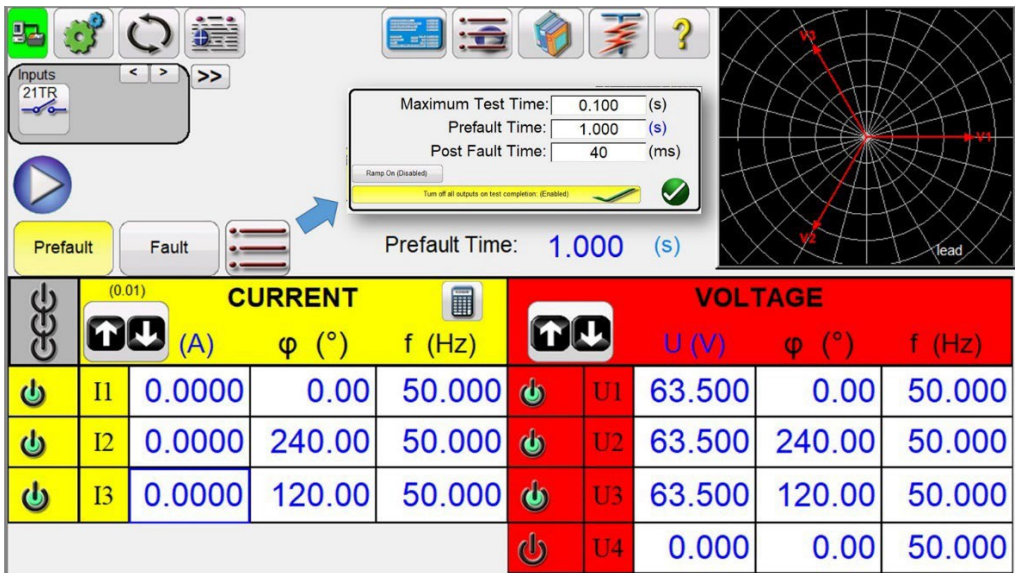 ?
Inputs
< >
>>
21TR
Maximum Test Time: 0.100 (s)
Prefault Time: 1.000 (s)
Post Fault Time: 40 (ms)
Ramp On (Disabled)
Turn off all outputs on test completion: (Enabled)
Prefault
Fault
Prefault Time: 1.000 (s)
V3
V1
V2
lead
(0.01) CURRENT
(A) φ (°) f (Hz)
VOLTAGE
U (V) φ (°) f (Hz)
I1 0.0000 0.00 50.000 U1 63.500 0.00 50.000
I2 0.0000 240.00 50.000 U2 63.500 240.00 50.000
I3 0.0000 120.00 50.000 U3 63.500 120.00 50.000
U4 0.000 0.00 50.000